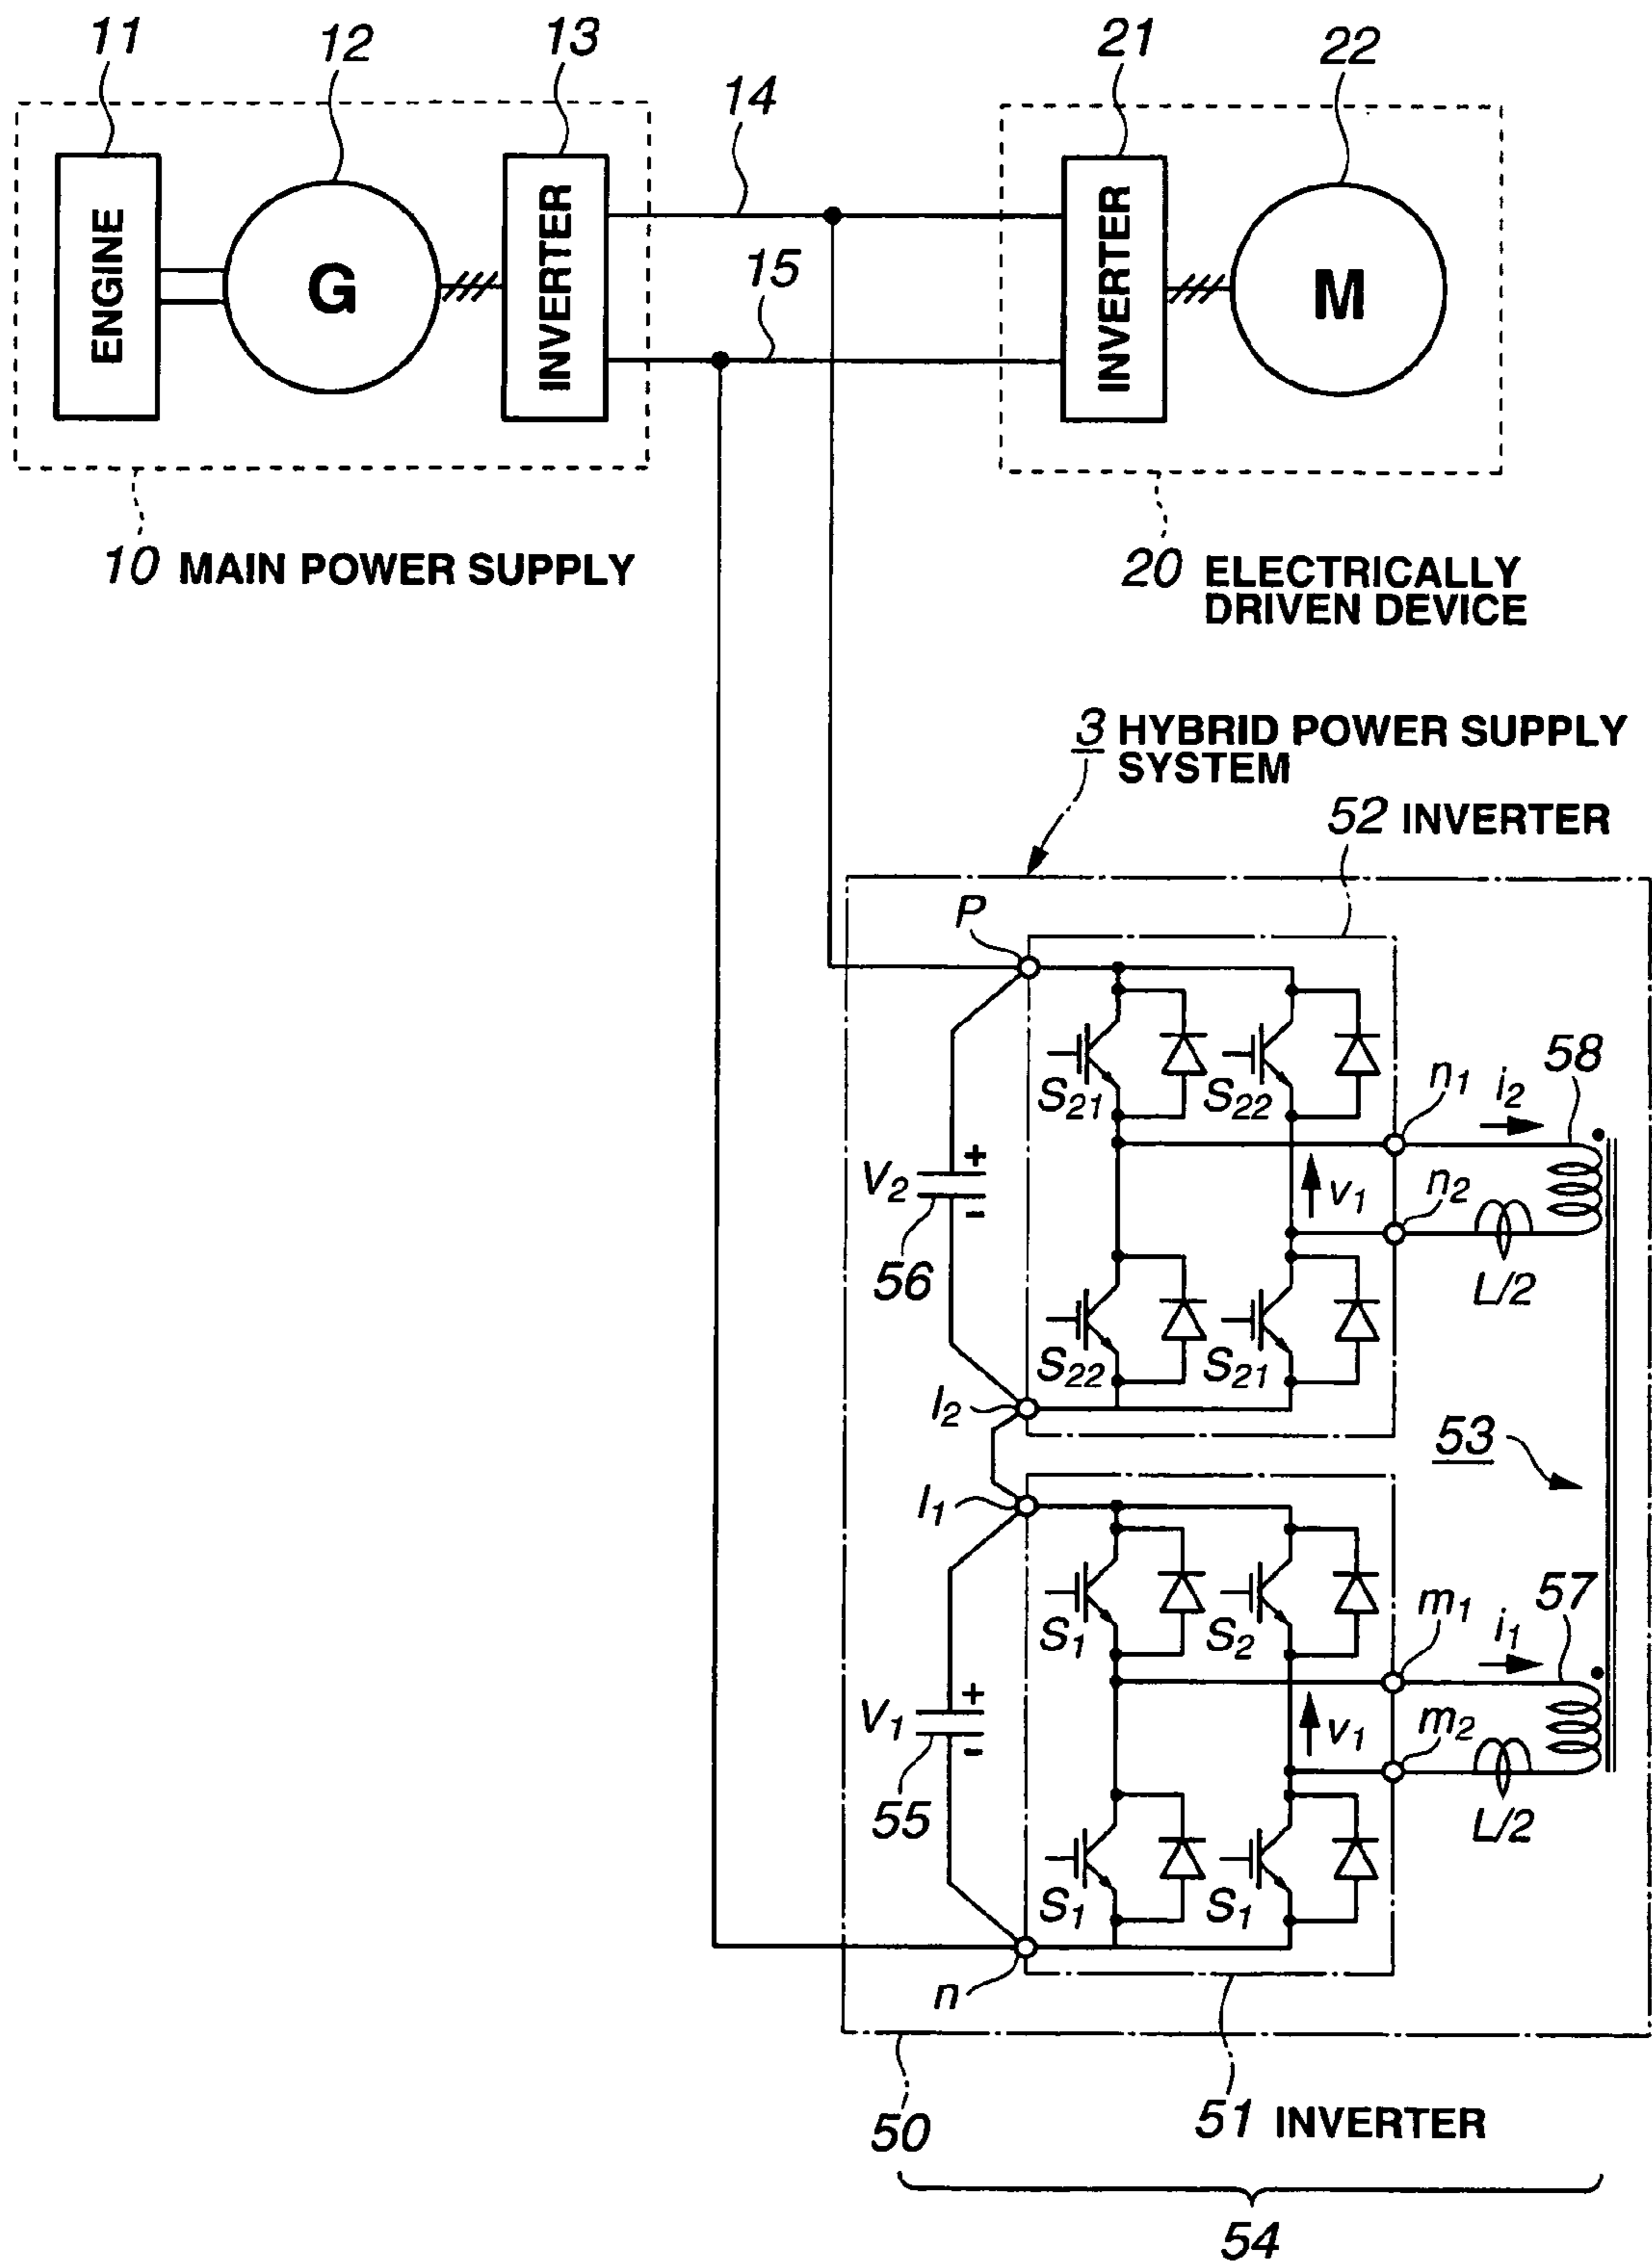 11
12
13
14
21
22
ENGINE
G
INVERTER
15
INVERTER
M
10 MAIN POWER SUPPLY
20 ELECTRICALLY
DRIVEN DEVICE
3 HYBRID POWER SUPPLY
SYSTEM
52 INVERTER
P
S21
S22
n1
i2
58
V2
+
-
56
v1
n2
L/2
S22
S21
l2
53
l1
S1
S2
m1
i1
57
V1
+
-
55
v1
m2
L/2
S1
S1
n
50
51 INVERTER
54